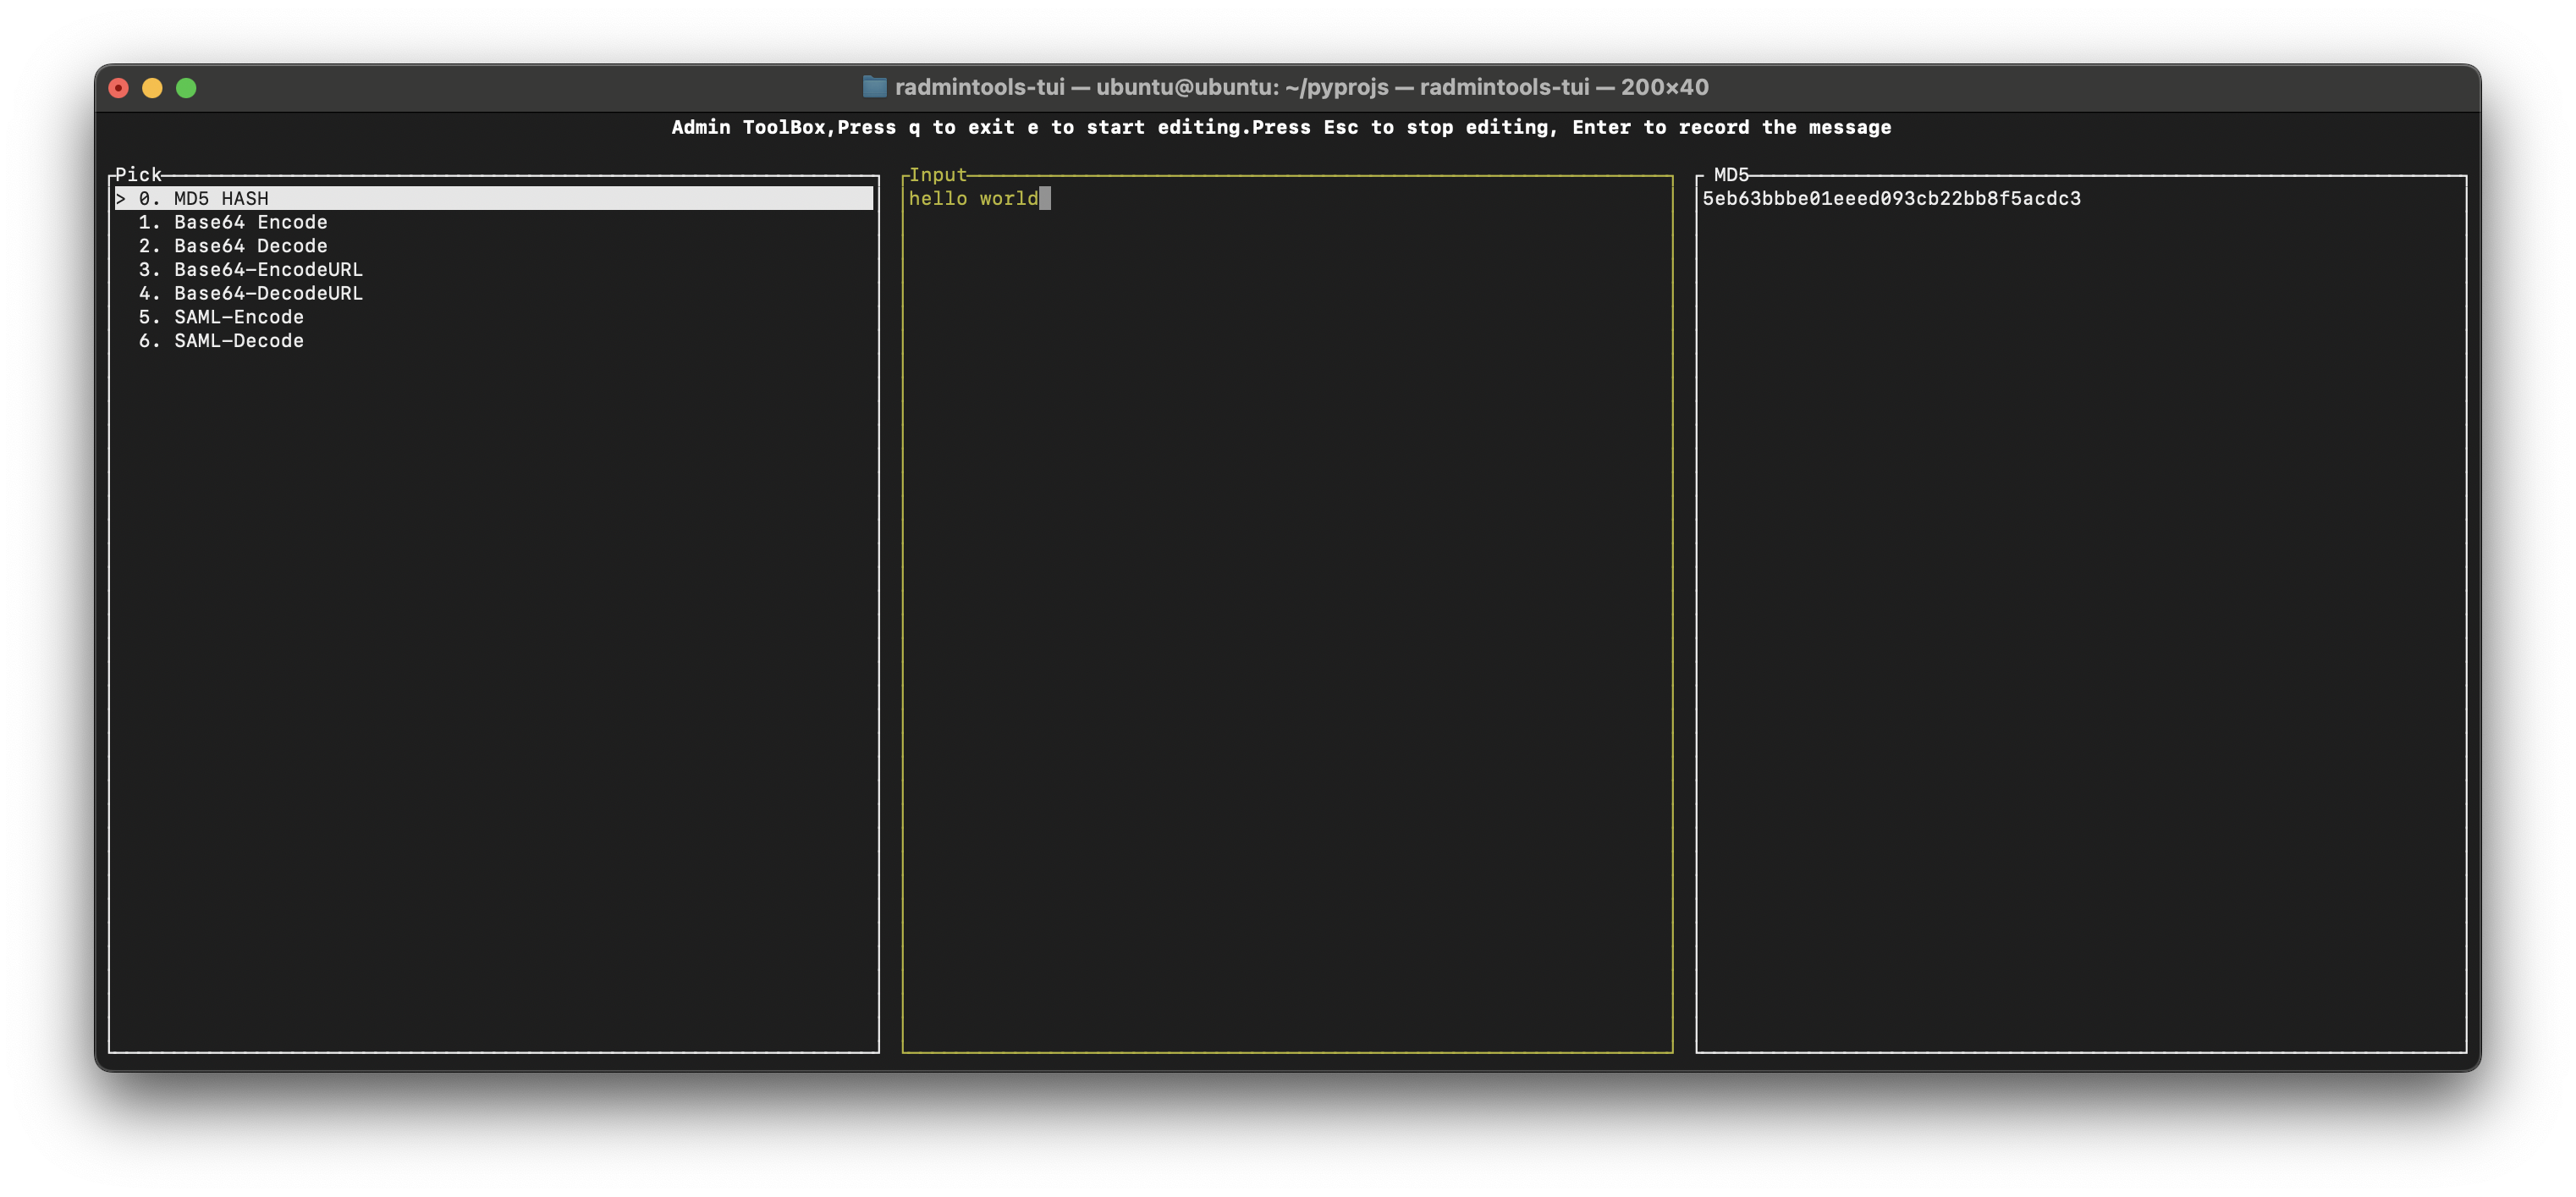 radmintools-tui — ubuntu@ubuntu: ~/pyprojs — radmintools-tui — 200×40
Admin ToolBox,Press q to exit e to start editing.Press Esc to stop editing, Enter to record the message
Pick
> 0. MD5 HASH
1. Base64 Encode
2. Base64 Decode
3. Base64-EncodeURL
4. Base64-DecodeURL
5. SAML-Encode
6. SAML-Decode
Input
hello world
MD5
5eb63bbbe01eeed093cb22bb8f5acdc3